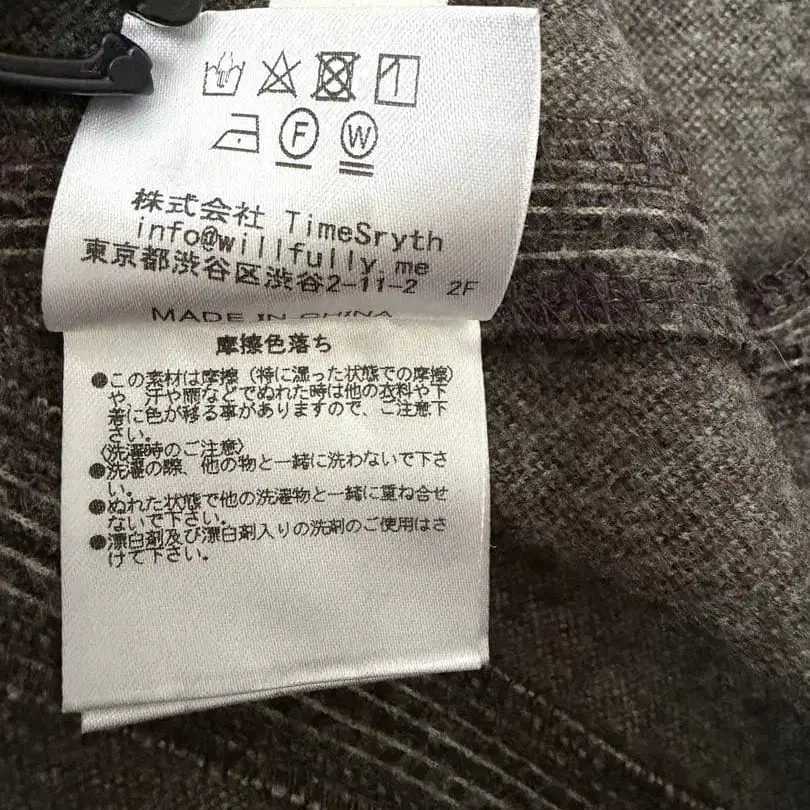 F W
株式会社 TimeSryth
info@willfully.me
東京都渋谷区渋谷2-11-2 2F
MADE IN CHINA
摩擦色落ち
●この素材は摩擦(特に湿った状態での摩擦)
や、汗や雨などでぬれた時は他の衣料や下
着に色が移る事がありますので、ご注意下
さい。
〈洗濯時のご注意〉
●洗濯の際、他の物と一緒に洗わないで下さ
い。
●ぬれた状態で他の洗濯物と一緒に重ね合せ
ないで下さい。
●漂白剤及び漂白剤入りの洗剤のご使用はさ
けて下さい。